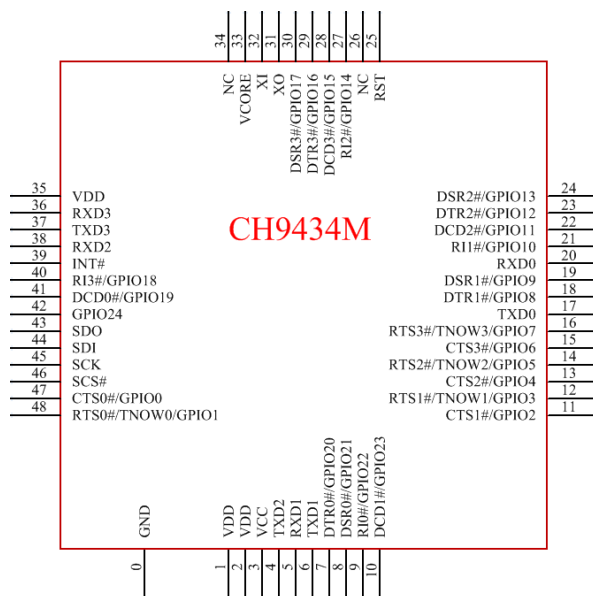 34 33 32 31 30 29 28 27 26 25
NC VCORE XI XO DSR3#/GPIO17 DTR3#/GPIO16 DCD3#/GPIO15 RI2#/GPIO14 NC RST
CH9434M
35 VDD
36 RXD3
37 TXD3
38 RXD2
39 INT#
40 RI3#/GPIO18
41 DCD0#/GPIO19
42 GPIO24
43 SDO
44 SDI
45 SCK
46 SCS#
47 CTS0#/GPIO0
48 RTS0#/TNOW0/GPIO1
DSR2#/GPIO13 24
DTR2#/GPIO12 23
DCD2#/GPIO11 22
RI1#/GPIO10 21
RXD0 20
DSR1#/GPIO9 19
DTR1#/GPIO8 18
TXD0 17
RTS3#/TNOW3/GPIO7 16
CTS3#/GPIO6 15
RTS2#/TNOW2/GPIO5 14
CTS2#/GPIO4 13
RTS1#/TNOW1/GPIO3 12
CTS1#/GPIO2 11
GND VDD VDD VCC TXD2 RXD1 TXD1 DTR0#/GPIO20 DSR0#/GPIO21 RI0#/GPIO22 DCD1#/GPIO23
0 1 2 3 4 5 6 7 8 9 10